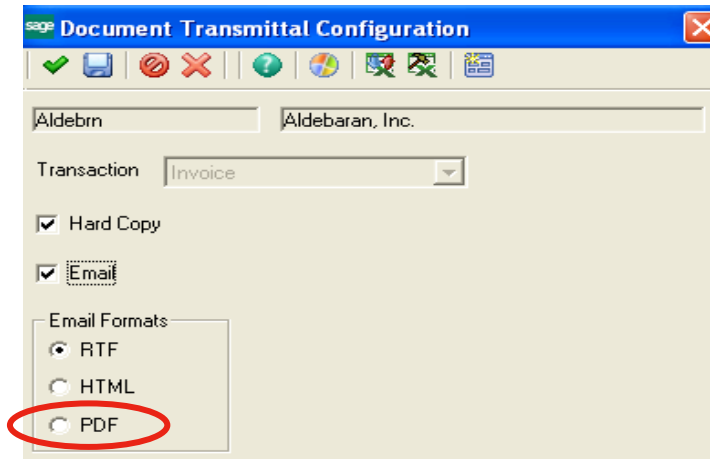 sage Document Transmittal Configuration
Aldebrn Aldebaran, Inc.
Transaction Invoice
Hard Copy
Email
Email Formats
RTF
HTML
PDF